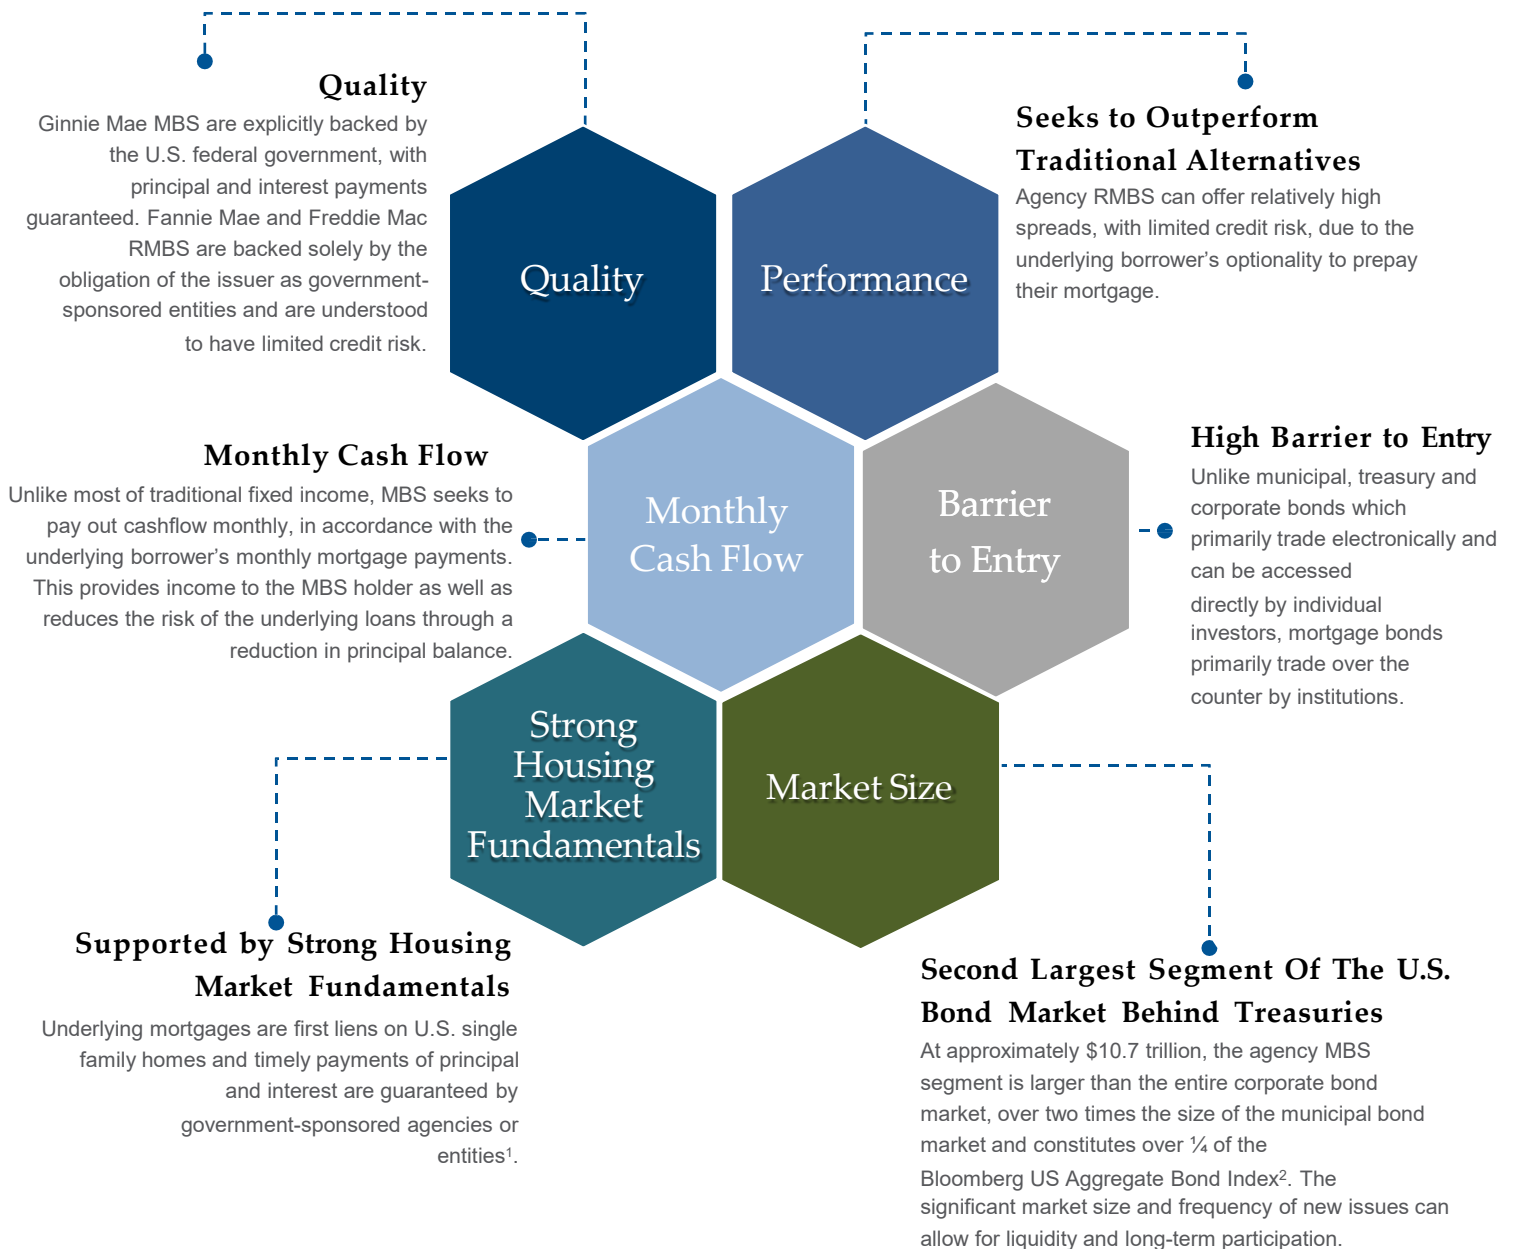 Quality
Ginnie Mae MBS are explicitly backed by
the U.S. federal government, with
principal and interest payments
guaranteed. Fannie Mae and Freddie Mac
RMBS are backed solely by the
obligation of the issuer as government-
sponsored entities and are understood
to have limited credit risk.
Seeks to Outperform
Traditional Alternatives
Agency RMBS can offer relatively high
spreads, with limited credit risk, due to the
underlying borrower’s optionality to prepay
their mortgage.
Quality
Performance
Monthly Cash Flow
Unlike most of traditional fixed income, MBS seeks to
pay out cashflow monthly, in accordance with the
underlying borrower’s monthly mortgage payments.
This provides income to the MBS holder as well as
reduces the risk of the underlying loans through a
reduction in principal balance.
Monthly
Cash Flow
Barrier
to Entry
High Barrier to Entry
Unlike municipal, treasury and
corporate bonds which
primarily trade electronically and
can be accessed
directly by individual
investors, mortgage bonds
primarily trade over the
counter by institutions.
Strong
Housing
Market
Fundamentals
Market Size
Supported by Strong Housing
Market Fundamentals
Underlying mortgages are first liens on U.S. single
family homes and timely payments of principal
and interest are guaranteed by
government-sponsored agencies or
entities¹.
Second Largest Segment Of The U.S.
Bond Market Behind Treasuries
At approximately $10.7 trillion, the agency MBS
segment is larger than the entire corporate bond
market, over two times the size of the municipal bond
market and constitutes over ¼ of the
Bloomberg US Aggregate Bond Index². The
significant market size and frequency of new issues can
allow for liquidity and long-term participation.